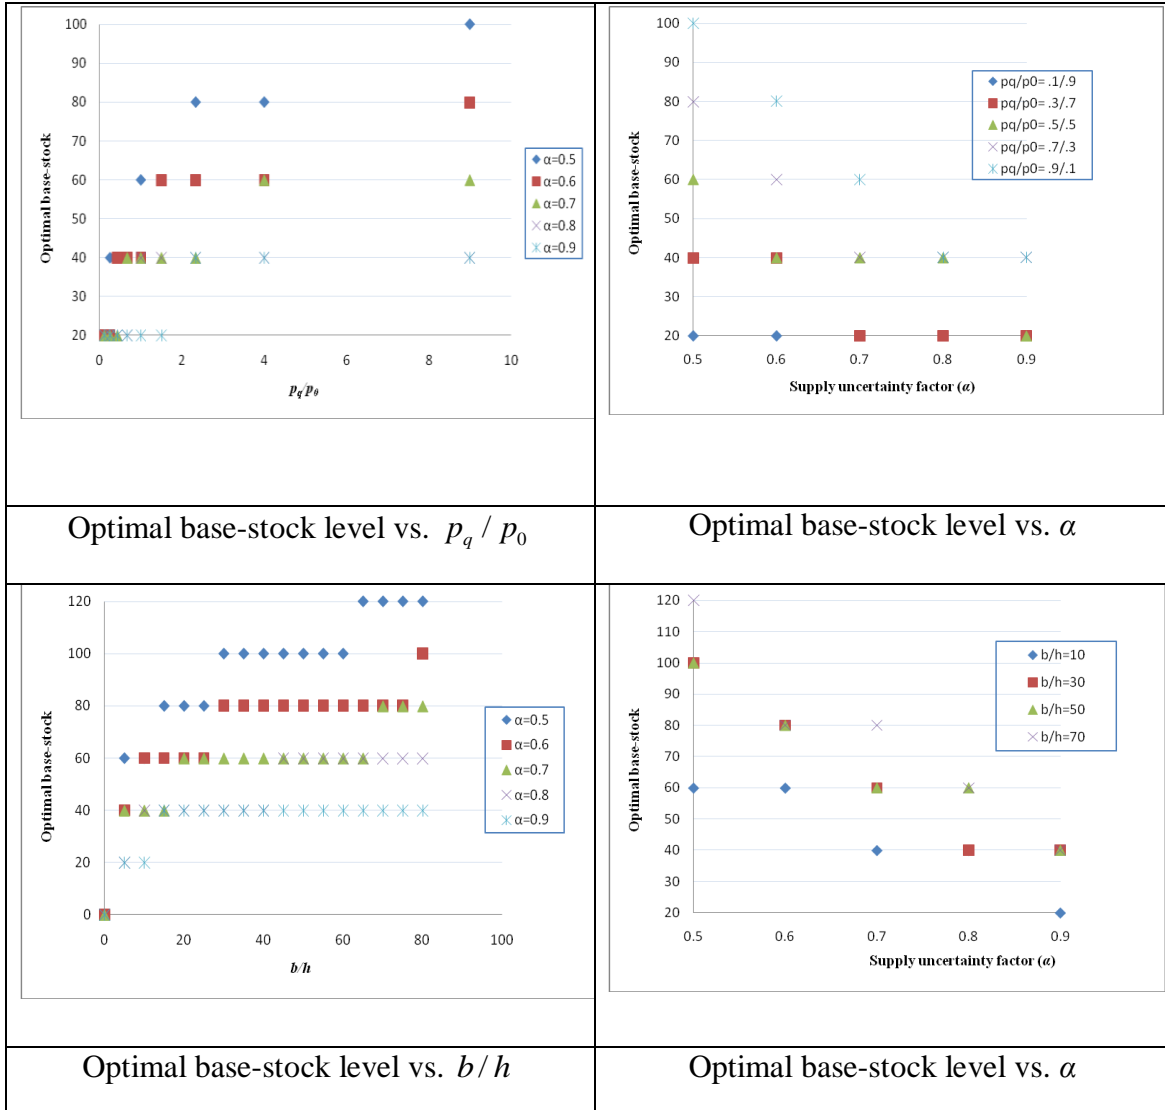 100
90
80
70
60
50
40
30
20
Optimal base-stock
0
2
4
6
8
10
p_q/p_0
α=0.5
α=0.6
α=0.7
α=0.8
α=0.9
100
90
80
70
60
50
40
30
20
Optimal base-stock
0.5
0.6
0.7
0.8
0.9
Supply uncertainty factor (α)
pq/p0= .1/.9
pq/p0= .3/.7
pq/p0= .5/.5
pq/p0= .7/.3
pq/p0= .9/.1
Optimal base-stock level vs. p_q / p_0
Optimal base-stock level vs. α
120
100
80
60
40
20
0
Optimal base-stock
0
20
40
60
80
100
b/h
α=0.5
α=0.6
α=0.7
α=0.8
α=0.9
120
110
100
90
80
70
60
50
40
30
20
Optimal base-stock
0.5
0.6
0.7
0.8
0.9
Supply uncertainty factor (α)
b/h=10
b/h=30
b/h=50
b/h=70
Optimal base-stock level vs. b / h
Optimal base-stock level vs. α